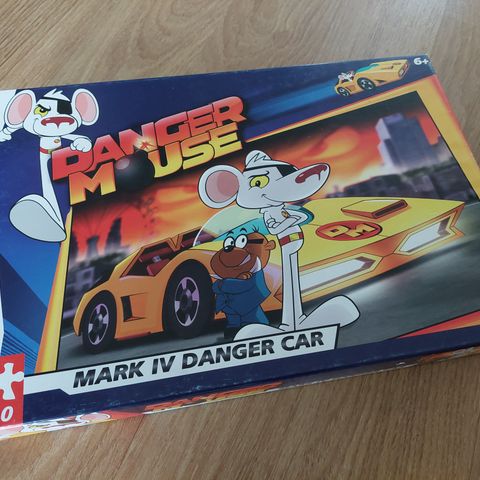 6+
DANGER
MOUSE
DM
MARK IV DANGER CAR